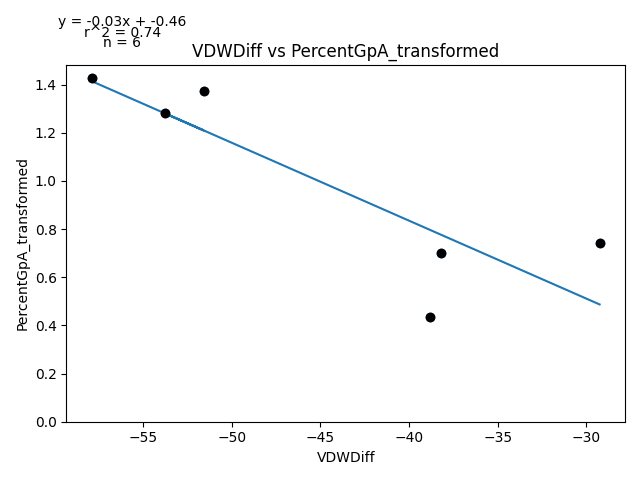 y = -0.03x + -0.46
r^2 = 0.74
n = 6
VDWDiff vs PercentGpA_transformed
1.4
1.2
1.0
0.8
0.6
0.4
0.2
0.0
PercentGpA_transformed
−55
−50
−45
−40
−35
−30
VDWDiff